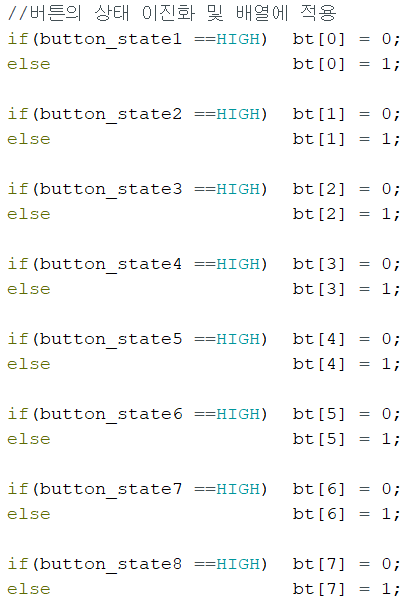 //버튼의 상태 이진화 및 배열에 적용
if(button_state1 ==HIGH)  bt[0] = 0;
else                      bt[0] = 1;

if(button_state2 ==HIGH)  bt[1] = 0;
else                      bt[1] = 1;

if(button_state3 ==HIGH)  bt[2] = 0;
else                      bt[2] = 1;

if(button_state4 ==HIGH)  bt[3] = 0;
else                      bt[3] = 1;

if(button_state5 ==HIGH)  bt[4] = 0;
else                      bt[4] = 1;

if(button_state6 ==HIGH)  bt[5] = 0;
else                      bt[5] = 1;

if(button_state7 ==HIGH)  bt[6] = 0;
else                      bt[6] = 1;

if(button_state8 ==HIGH)  bt[7] = 0;
else                      bt[7] = 1;